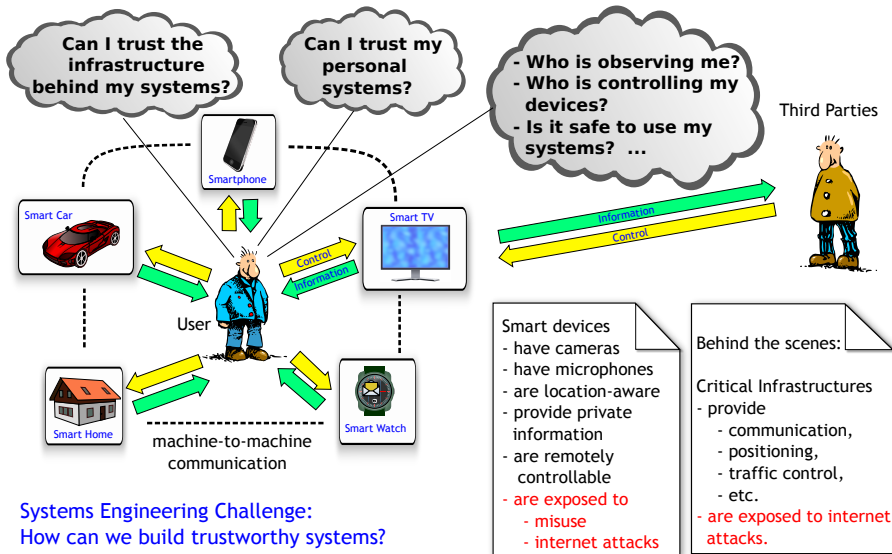 Can I trust the
infrastructure
behind my systems?
Can I trust my
personal
systems?
- Who is observing me?
- Who is controlling my
devices?
- Is it safe to use my
systems?  ...
Third Parties
Smartphone
Smart Car
Smart TV
Control
Information
Information
Control
User
Smart Home
Smart Watch
machine-to-machine
communication
Smart devices
- have cameras
- have microphones
- are location-aware
- provide private
information
- are remotely
controllable
- are exposed to
- misuse
- internet attacks
Behind the scenes:
Critical Infrastructures
- provide
- communication,
- positioning,
- traffic control,
- etc.
- are exposed to internet
attacks.
Systems Engineering Challenge:
How can we build trustworthy systems?